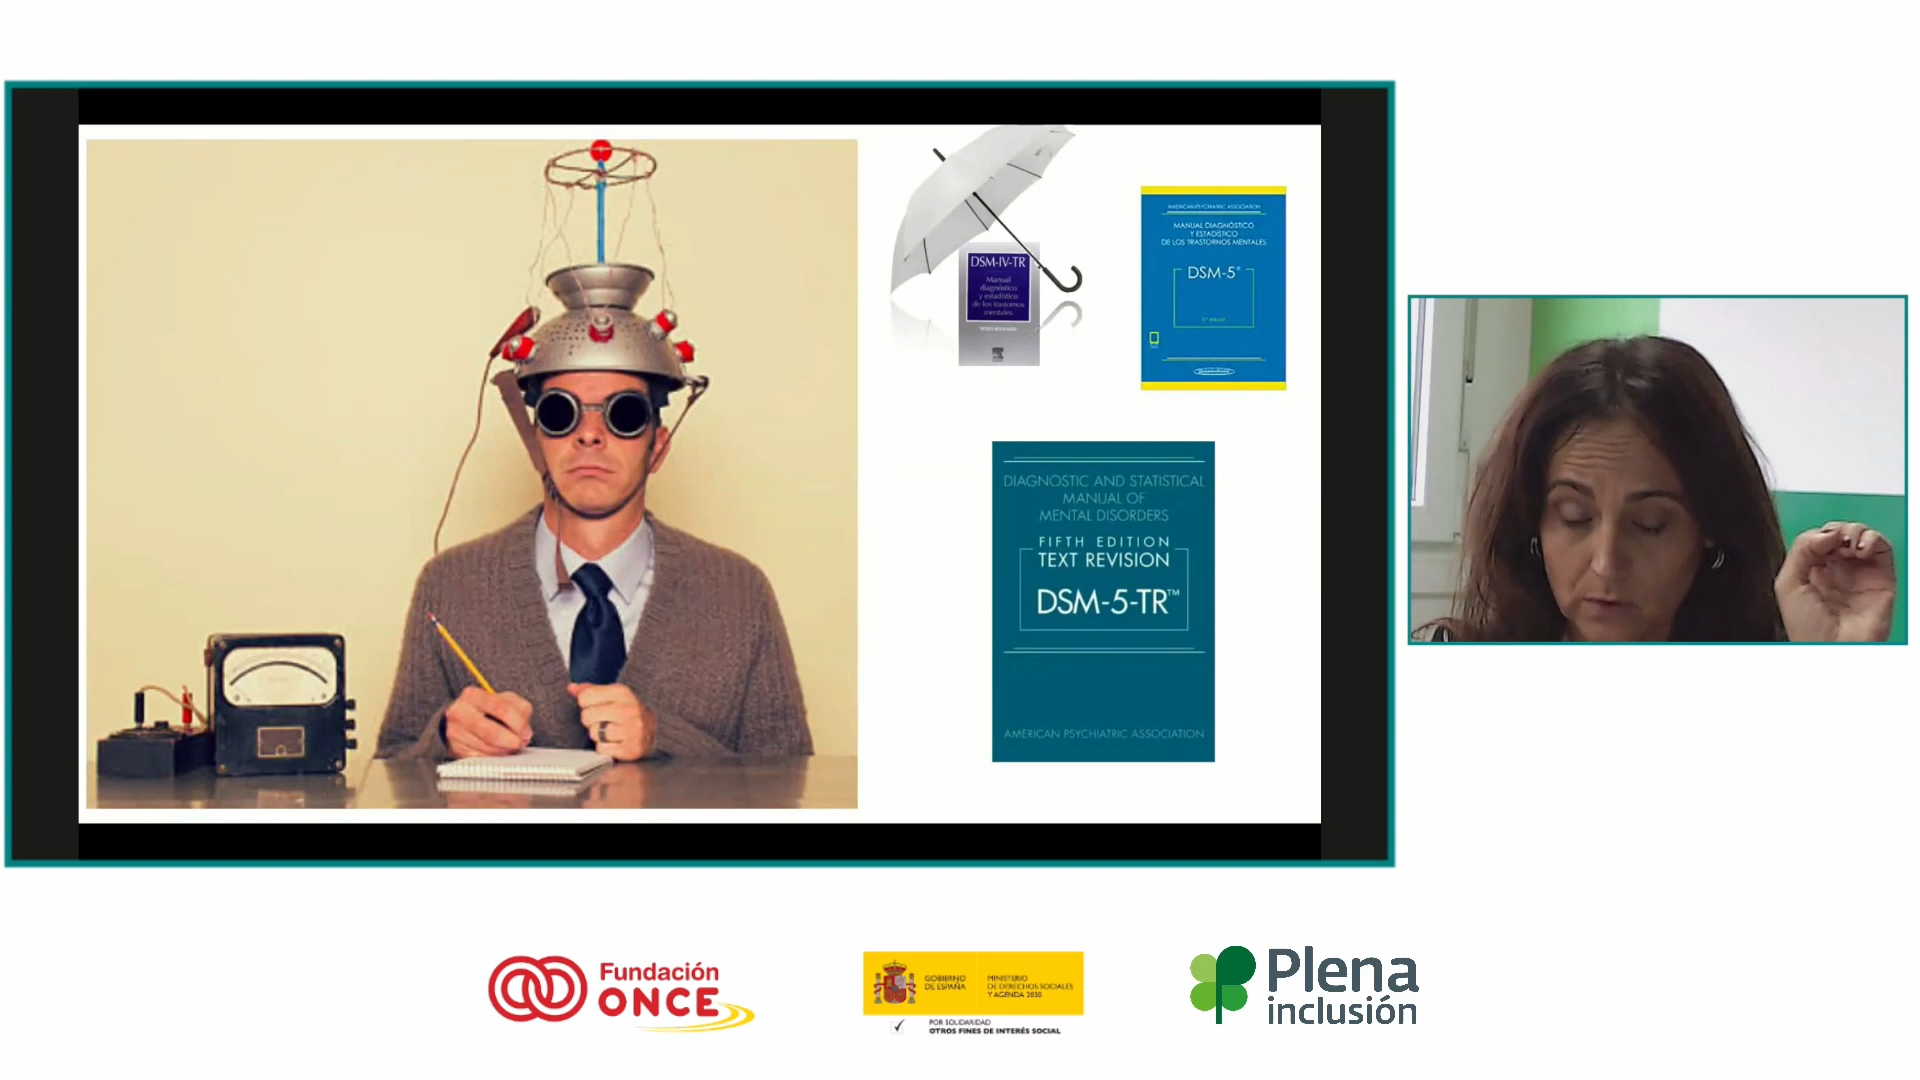 DSM-IV-TR
Manual
diagnóstico
y estadístico
de los trastornos
mentales
TEXTO REVISADO
AMERICAN PSYCHIATRIC ASSOCIATION
MANUAL DIAGNÓSTICO
Y ESTADÍSTICO
DE LOS TRASTORNOS MENTALES
DSM-5®
DIAGNOSTIC AND STATISTICAL
MANUAL OF
MENTAL DISORDERS
FIFTH EDITION
TEXT REVISION
DSM-5-TR™
AMERICAN PSYCHIATRIC ASSOCIATION
Fundación
ONCE
GOBIERNO
DE ESPAÑA
MINISTERIO
DE DERECHOS SOCIALES
Y AGENDA 2030
POR SOLIDARIDAD
OTROS FINES DE INTERÉS SOCIAL
Plena
inclusión